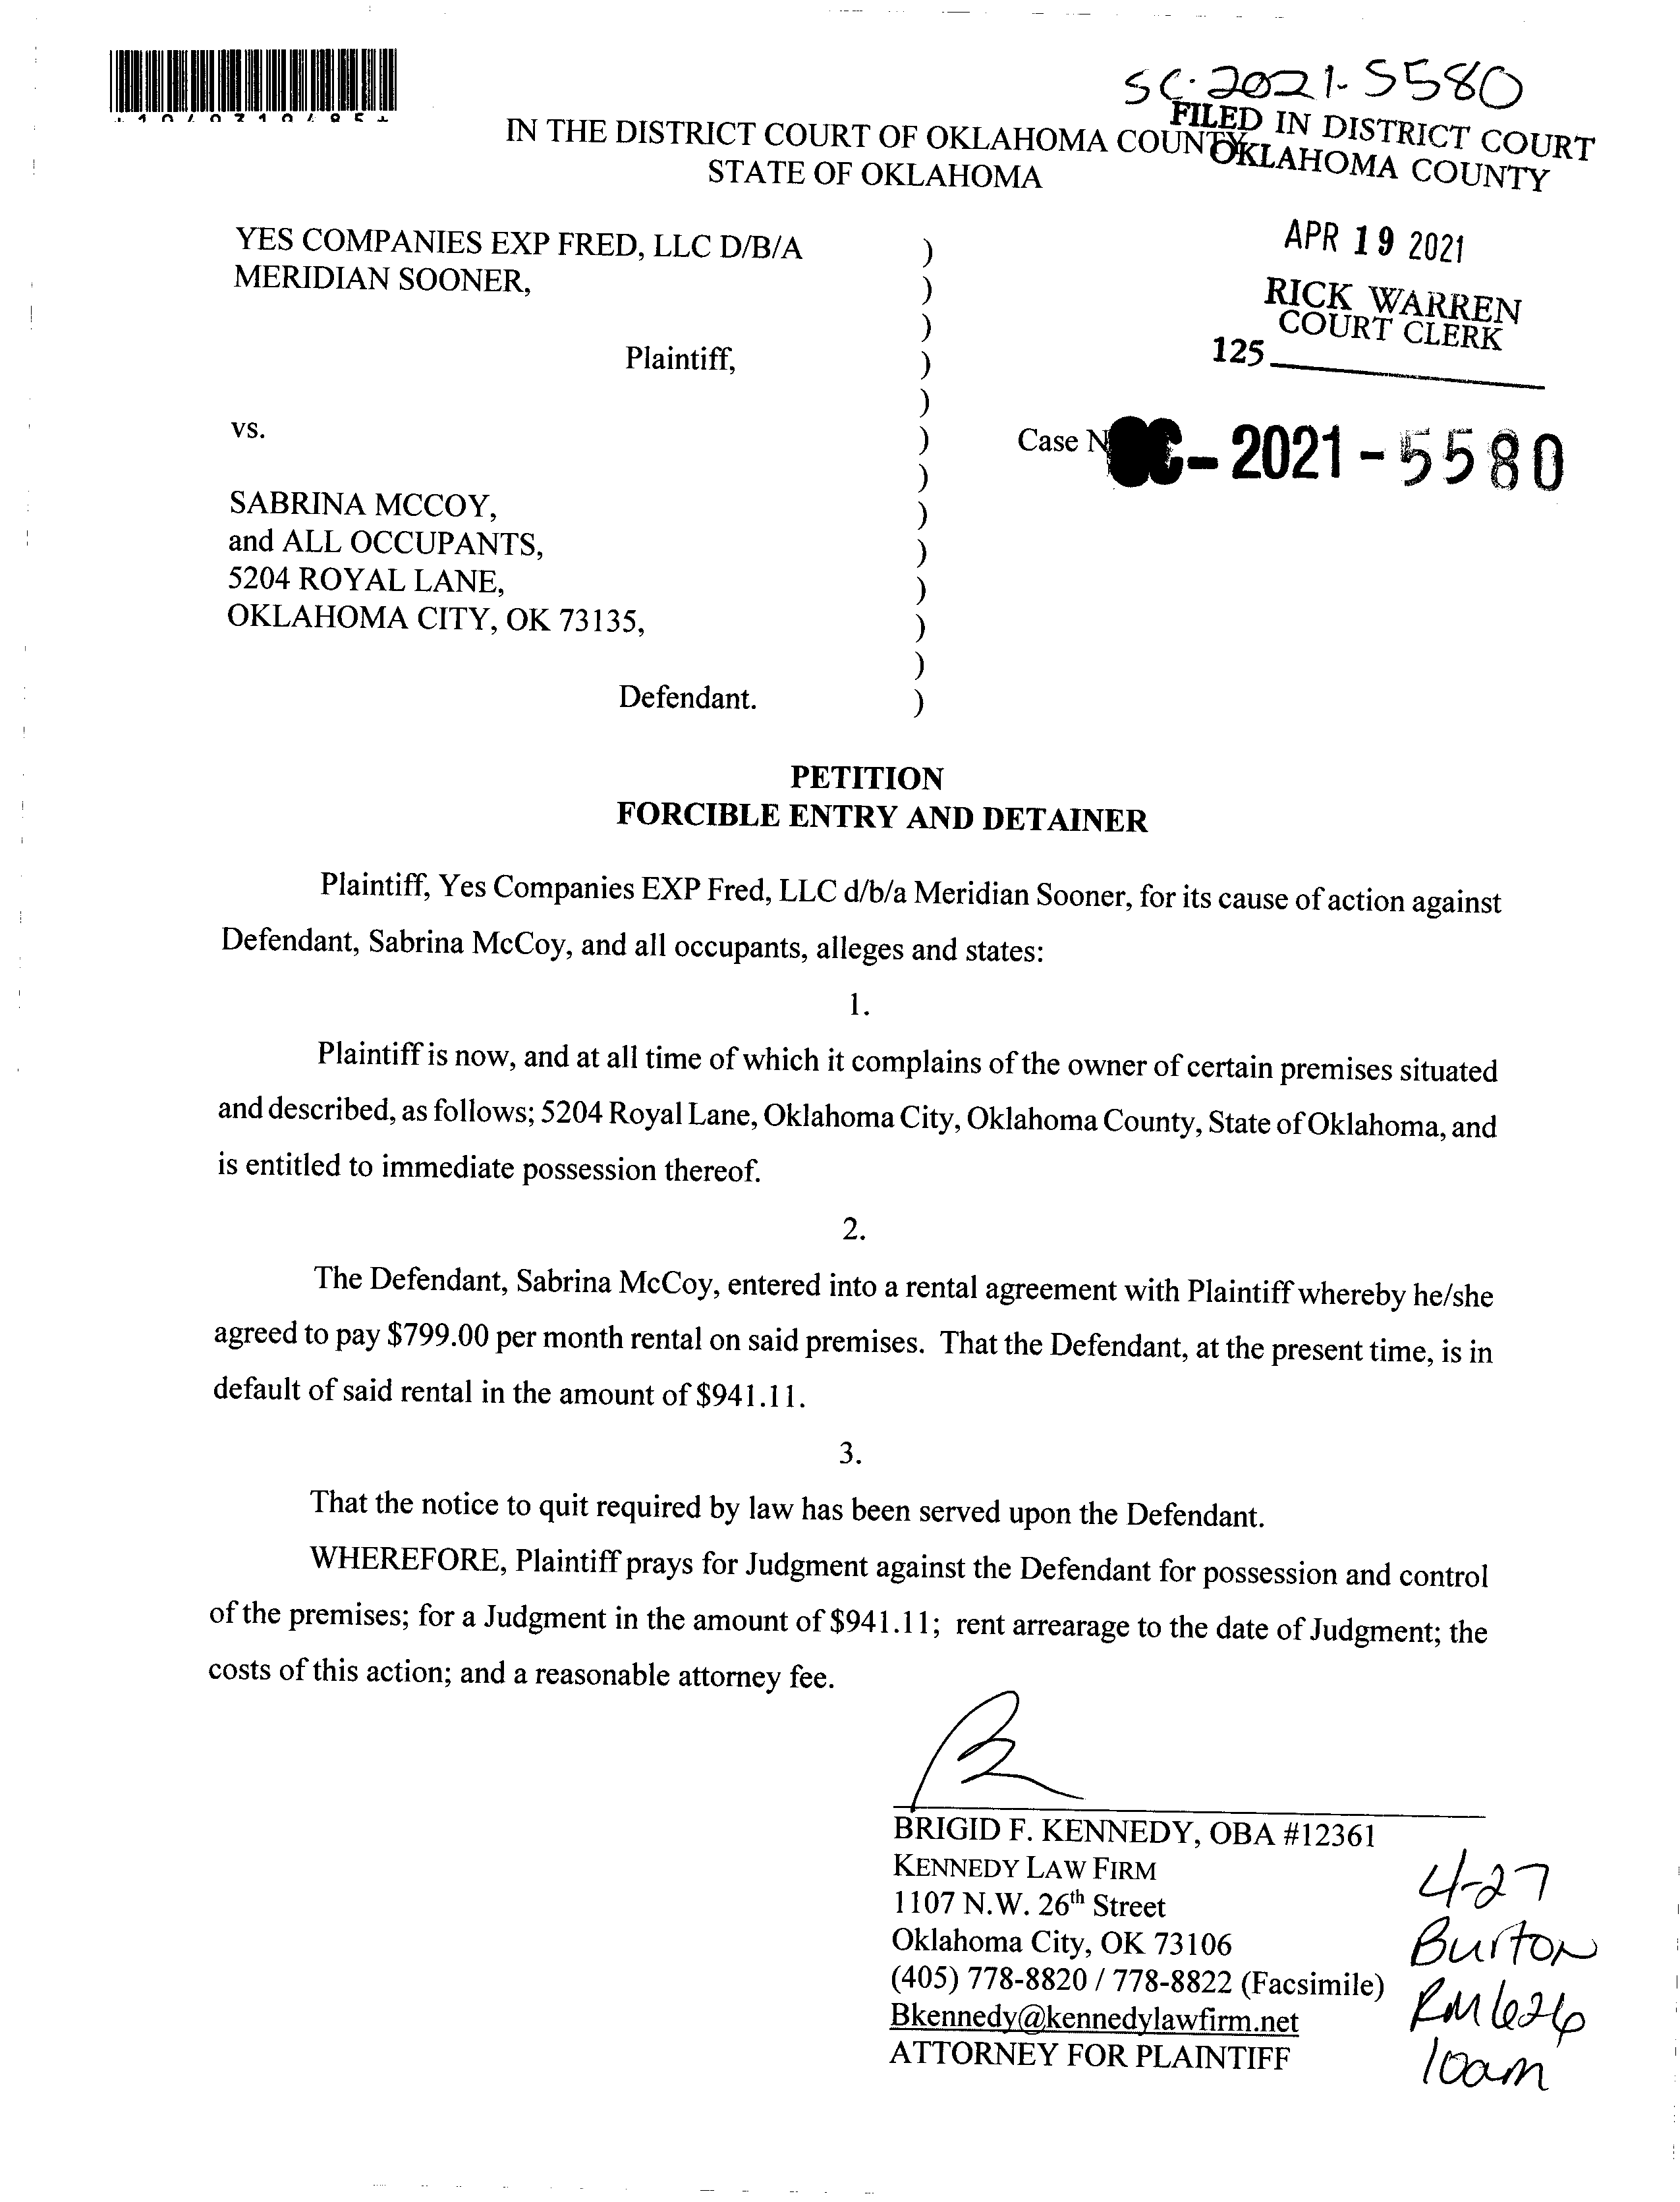 SC-2021-5580
FILED IN DISTRICT COURT
OKLAHOMA COUNTY
IN THE DISTRICT COURT OF OKLAHOMA COUNTY
STATE OF OKLAHOMA
APR 19 2021
RICK WARREN
COURT CLERK
125
YES COMPANIES EXP FRED, LLC D/B/A )
MERIDIAN SOONER, )
)
Plaintiff, )
)
vs. )
Case N C-2021-5580
)
SABRINA MCCOY, )
and ALL OCCUPANTS, )
5204 ROYAL LANE, )
OKLAHOMA CITY, OK 73135, )
)
Defendant. )
PETITION
FORCIBLE ENTRY AND DETAINER
Plaintiff, Yes Companies EXP Fred, LLC d/b/a Meridian Sooner, for its cause of action against
Defendant, Sabrina McCoy, and all occupants, alleges and states:
1.
Plaintiff is now, and at all time of which it complains of the owner of certain premises situated
and described, as follows; 5204 Royal Lane, Oklahoma City, Oklahoma County, State of Oklahoma, and
is entitled to immediate possession thereof.
2.
The Defendant, Sabrina McCoy, entered into a rental agreement with Plaintiff whereby he/she
agreed to pay $799.00 per month rental on said premises. That the Defendant, at the present time, is in
default of said rental in the amount of $941.11.
3.
That the notice to quit required by law has been served upon the Defendant.
WHEREFORE, Plaintiff prays for Judgment against the Defendant for possession and control
of the premises; for a Judgment in the amount of $941.11; rent arrearage to the date of Judgment; the
costs of this action; and a reasonable attorney fee.
BRIGID F. KENNEDY, OBA #12361
KENNEDY LAW FIRM
1107 N.W. 26th Street
Oklahoma City, OK 73106
(405) 778-8820 / 778-8822 (Facsimile)
Bkennedy@kennedylawfirm.net
ATTORNEY FOR PLAINTIFF
4-27
Burton
RM 626
10am